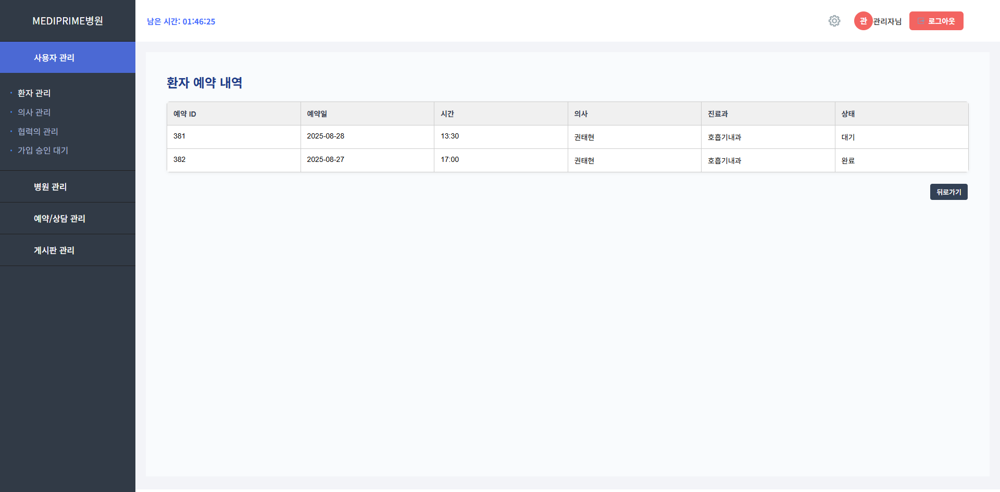 MEDIPRIME병원
남은 시간: 01:46:25
관 관리자님 로그아웃
사용자 관리
환자 관리
의사 관리
협력의 관리
가입 승인 대기
병원 관리
예약/상담 관리
게시판 관리
환자 예약 내역
예약 ID 예약일 시간 의사 진료과 상태
381 2025-08-28 13:30 권태현 호흡기내과 대기
382 2025-08-27 17:00 권태현 호흡기내과 완료
뒤로가기